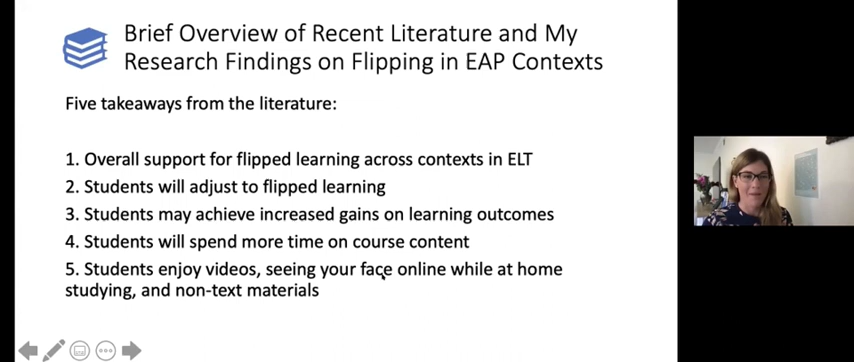 Brief Overview of Recent Literature and My
Research Findings on Flipping in EAP Contexts
Five takeaways from the literature:
1. Overall support for flipped learning across contexts in ELT
2. Students will adjust to flipped learning
3. Students may achieve increased gains on learning outcomes
4. Students will spend more time on course content
5. Students enjoy videos, seeing your face online while at home
studying, and non-text materials